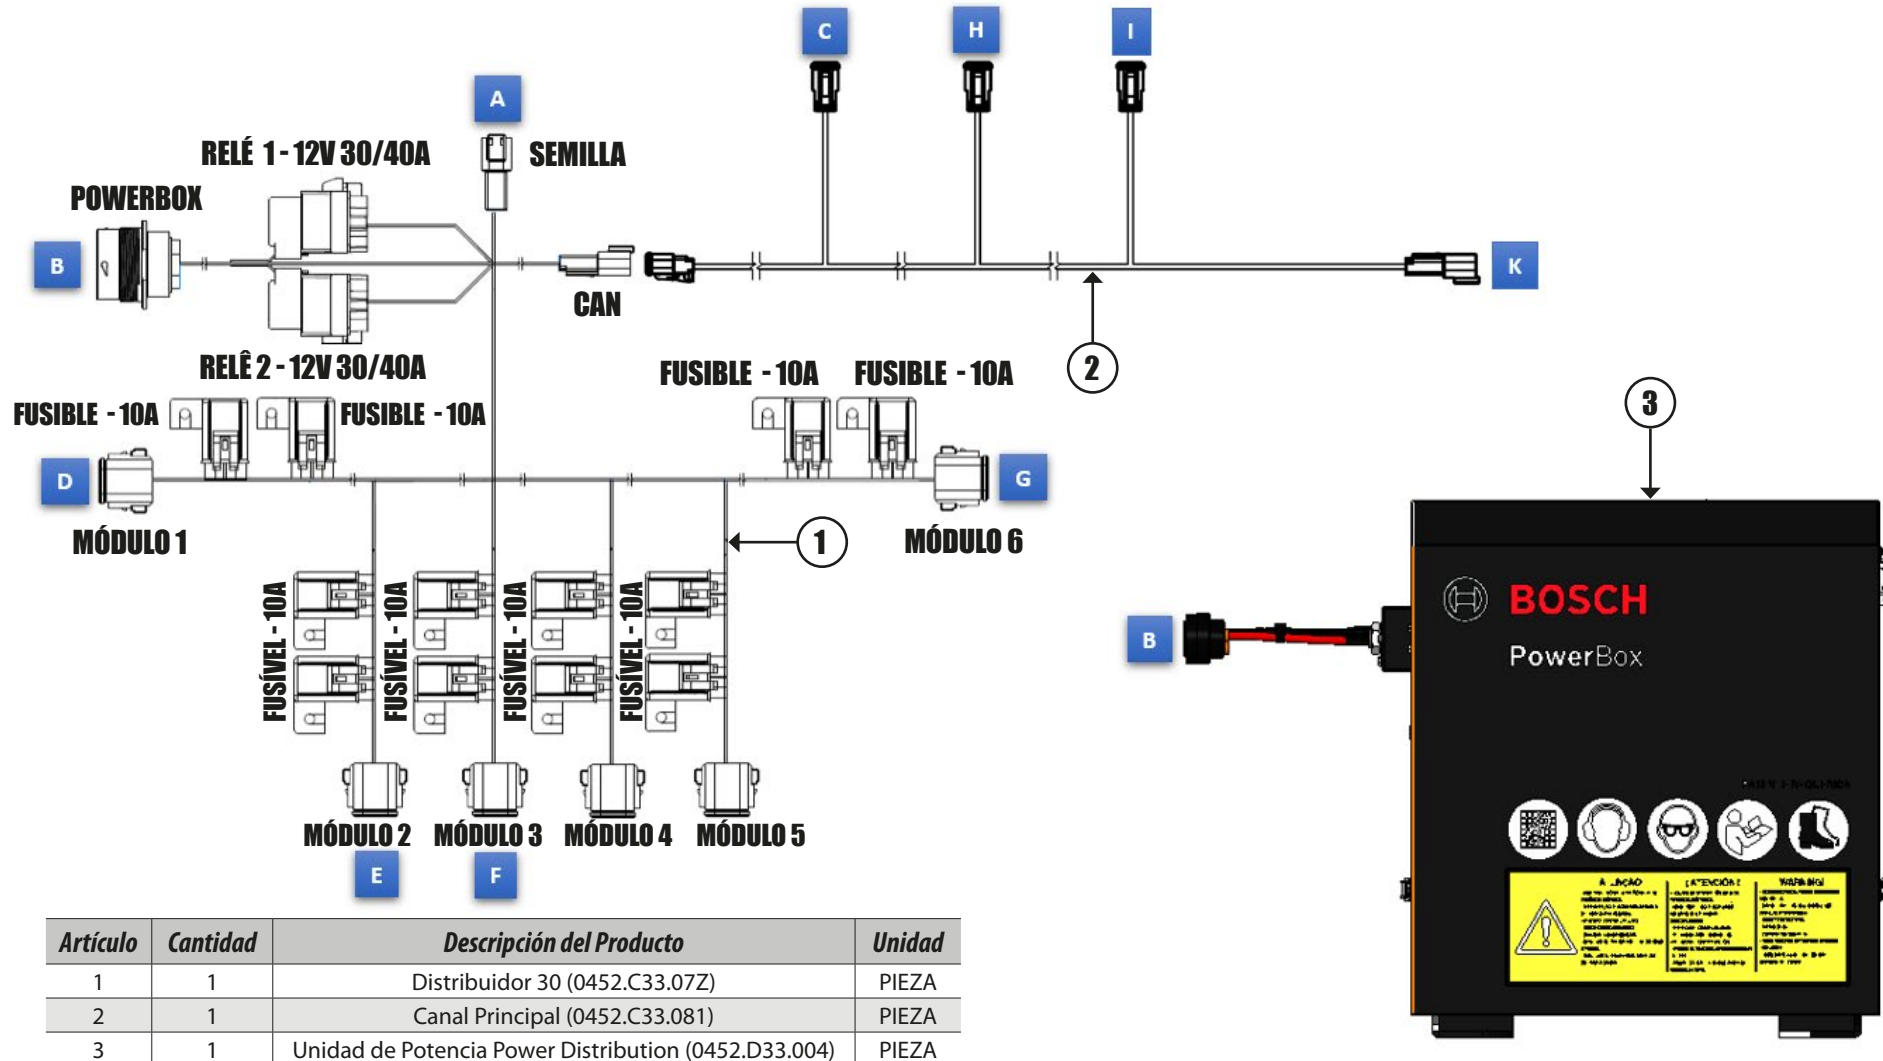 C
H
I
A
RELÉ 1 - 12V 30/40A
SEMILLA
POWERBOX
B
K
CAN
RELÊ 2 - 12V 30/40A
2
FUSIBLE - 10A
FUSIBLE - 10A
3
FUSIBLE - 10A
FUSIBLE - 10A
D
G
MÓDULO 1
1
MÓDULO 6
FUSÍVEL - 10A
FUSÍVEL - 10A
FUSÍVEL - 10A
FUSÍVEL - 10A
BOSCH
B
PowerBox
MÓDULO 2
MÓDULO 3
MÓDULO 4
MÓDULO 5
E
F
¡ATENCIÓN!
WARNING!
Artículo Cantidad Descripción del Producto Unidad
1 1 Distribuidor 30 (0452.C33.07Z) PIEZA
2 1 Canal Principal (0452.C33.081) PIEZA
3 1 Unidad de Potencia Power Distribution (0452.D33.004) PIEZA